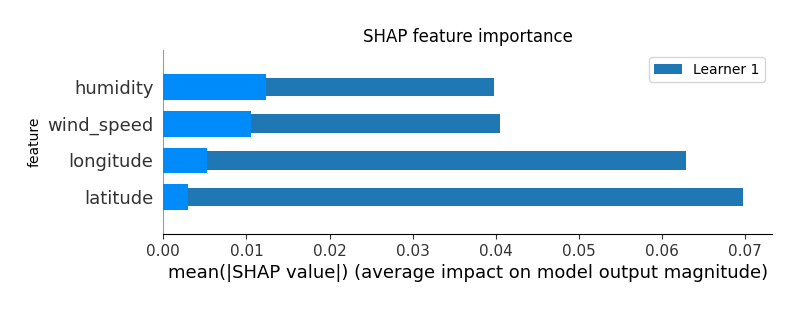 SHAP feature importance
Learner 1
feature
humidity
wind_speed
longitude
latitude
0.00 0.01 0.02 0.03 0.04 0.05 0.06 0.07
mean(|SHAP value|) (average impact on model output magnitude)